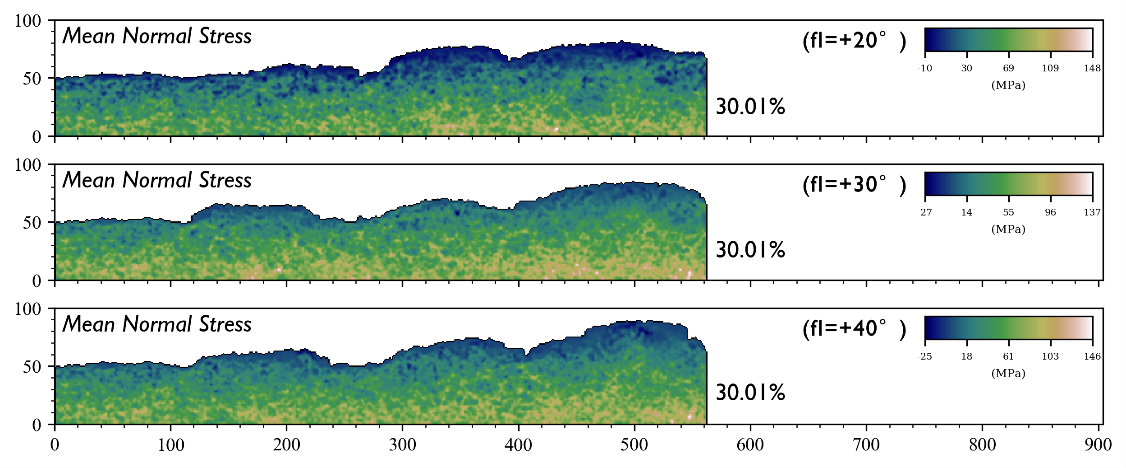 100
Mean Normal Stress
(fl=+20° )
-10 30 69 109 148
50
(MPa)
30.01%
0
100
Mean Normal Stress
(fl=+30° )
27 14 55 96 137
50
(MPa)
30.01%
0
100
Mean Normal Stress
(fl=+40° )
-25 18 61 103 146
50
(MPa)
30.01%
0
0 100 200 300 400 500 600 700 800 900